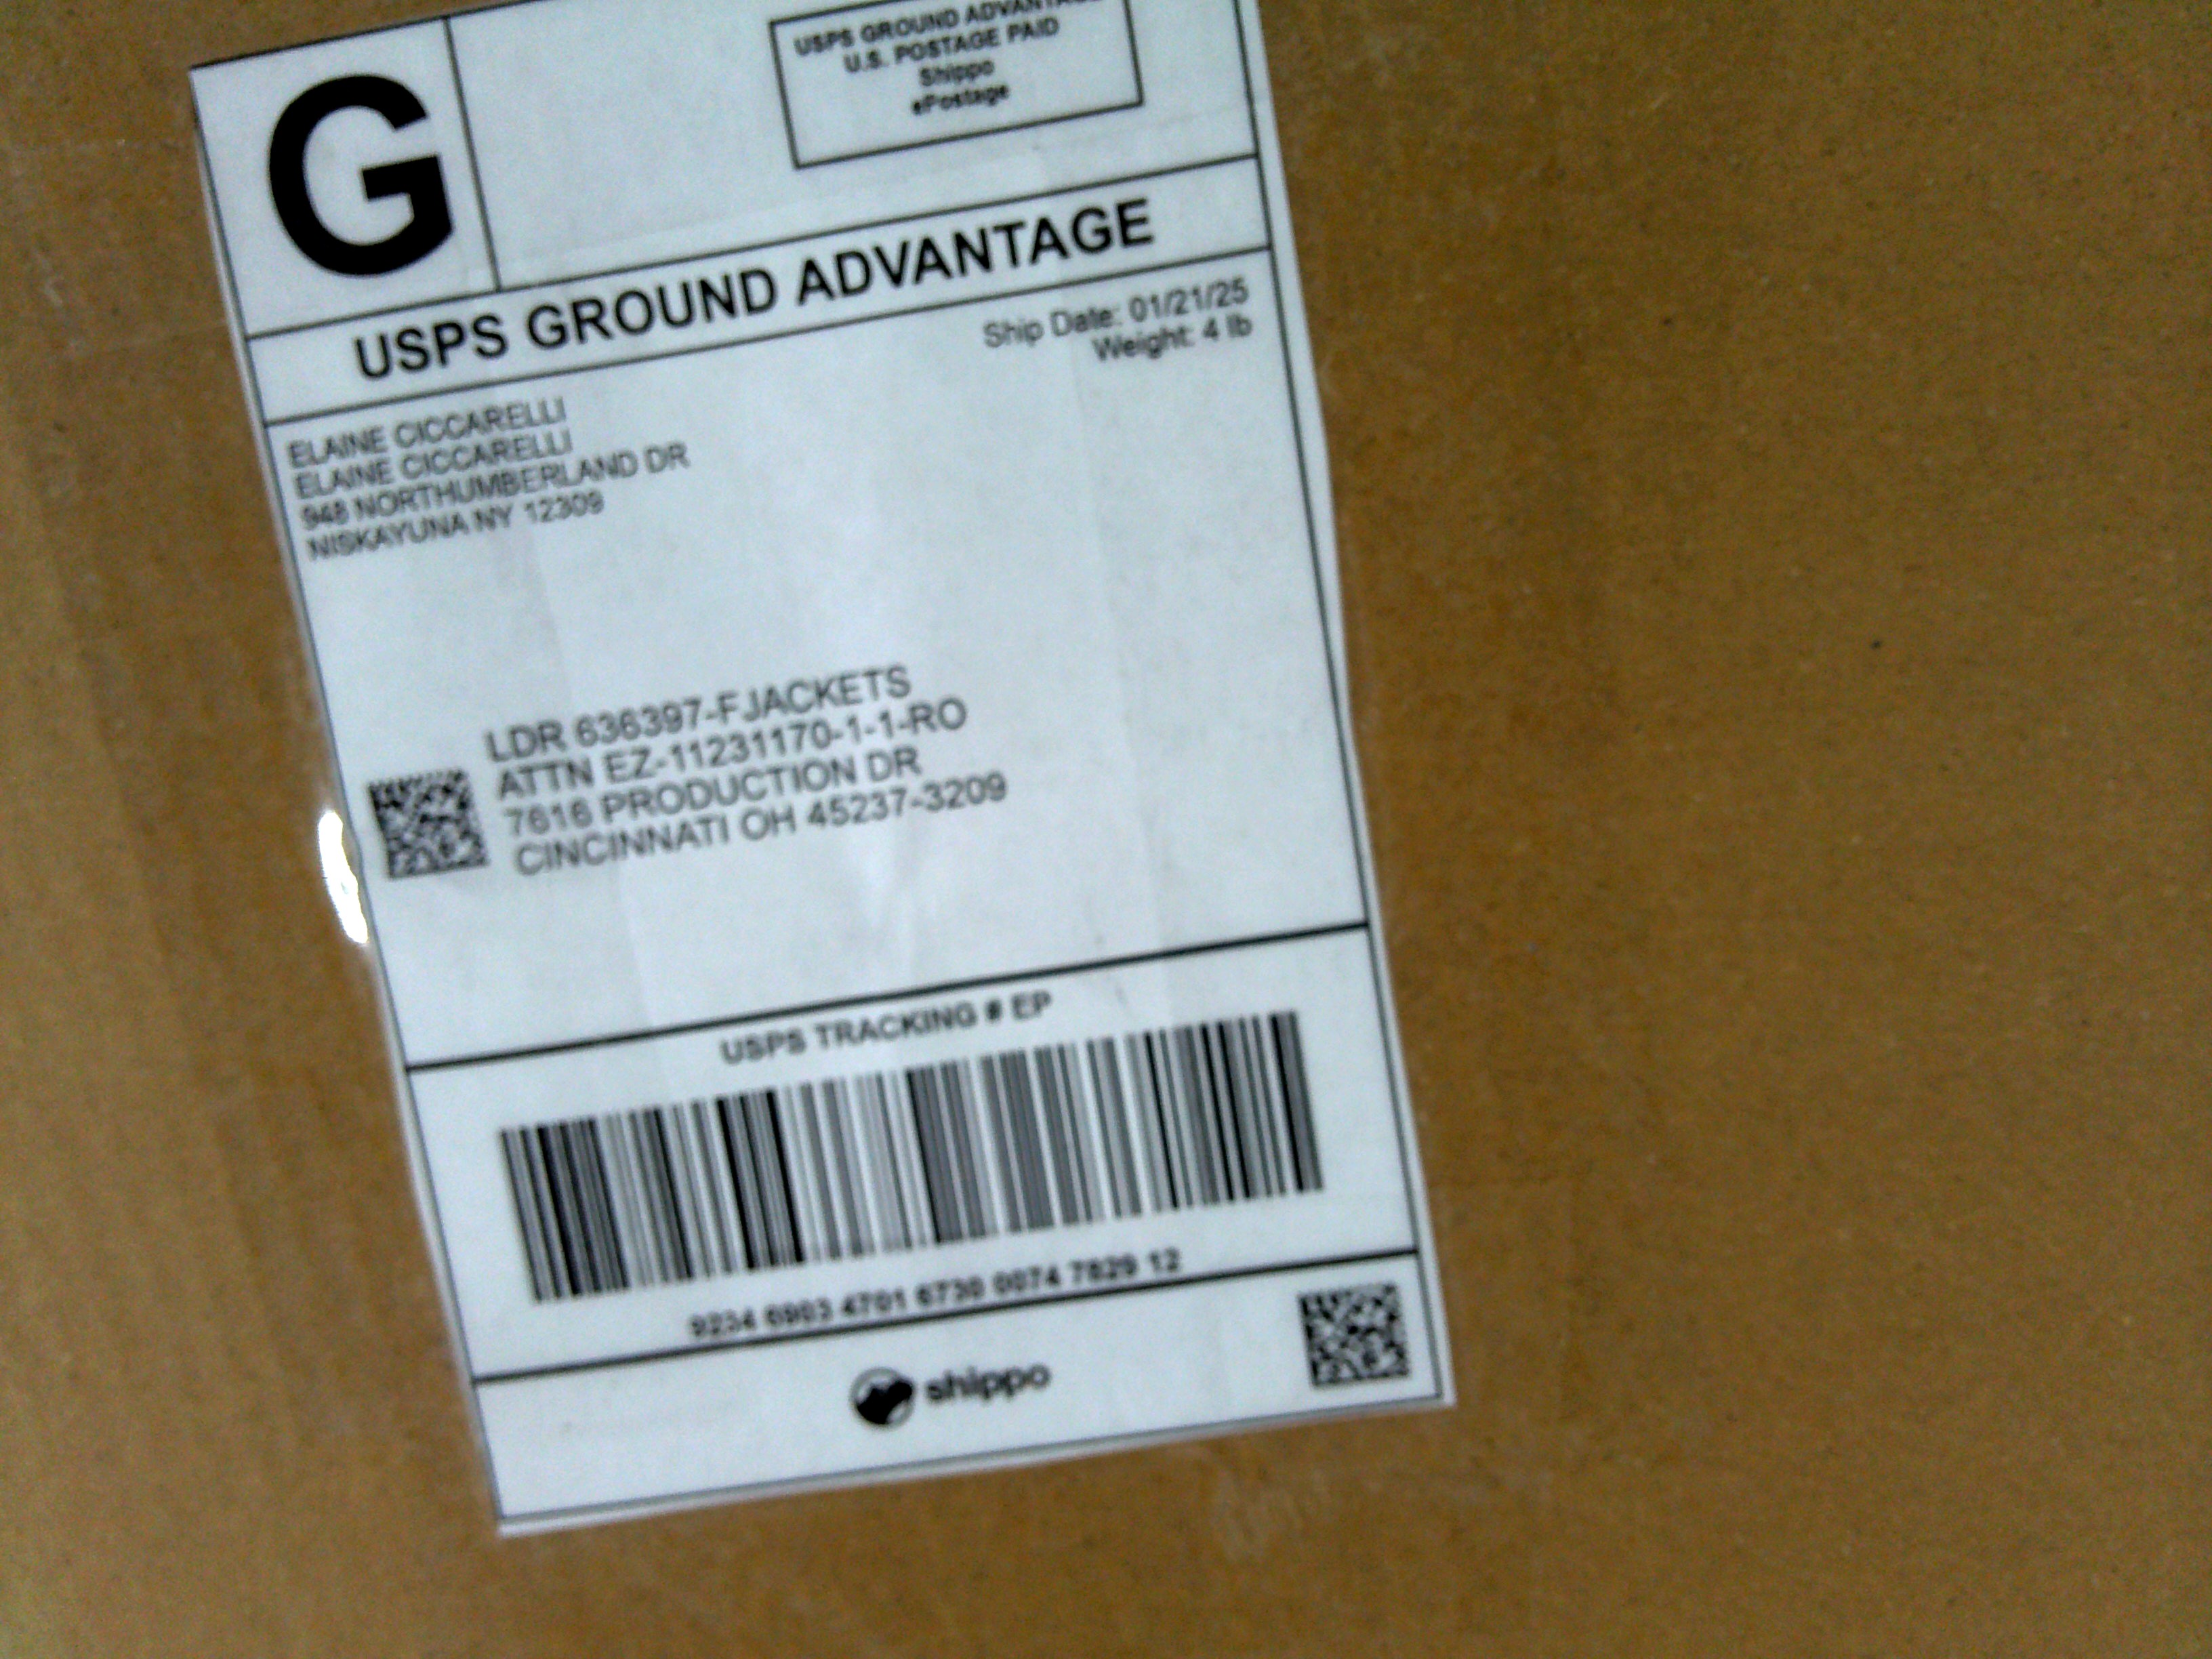 G
USPS GROUND ADVANTAGE
U.S. POSTAGE PAID
Shippo
ePostage
USPS GROUND ADVANTAGE
Ship Date: 01/21/25
Weight: 4 lb
ELAINE CICCARELLI
ELAINE CICCARELLI
948 NORTHUMBERLAND DR
NISKAYUNA NY 12309
LDR 636397-FJACKETS
ATTN EZ-11231170-1-1-RO
7616 PRODUCTION DR
CINCINNATI OH 45237-3209
USPS TRACKING # EP
9234 6903 4701 6730 0074 7829 12
shippo